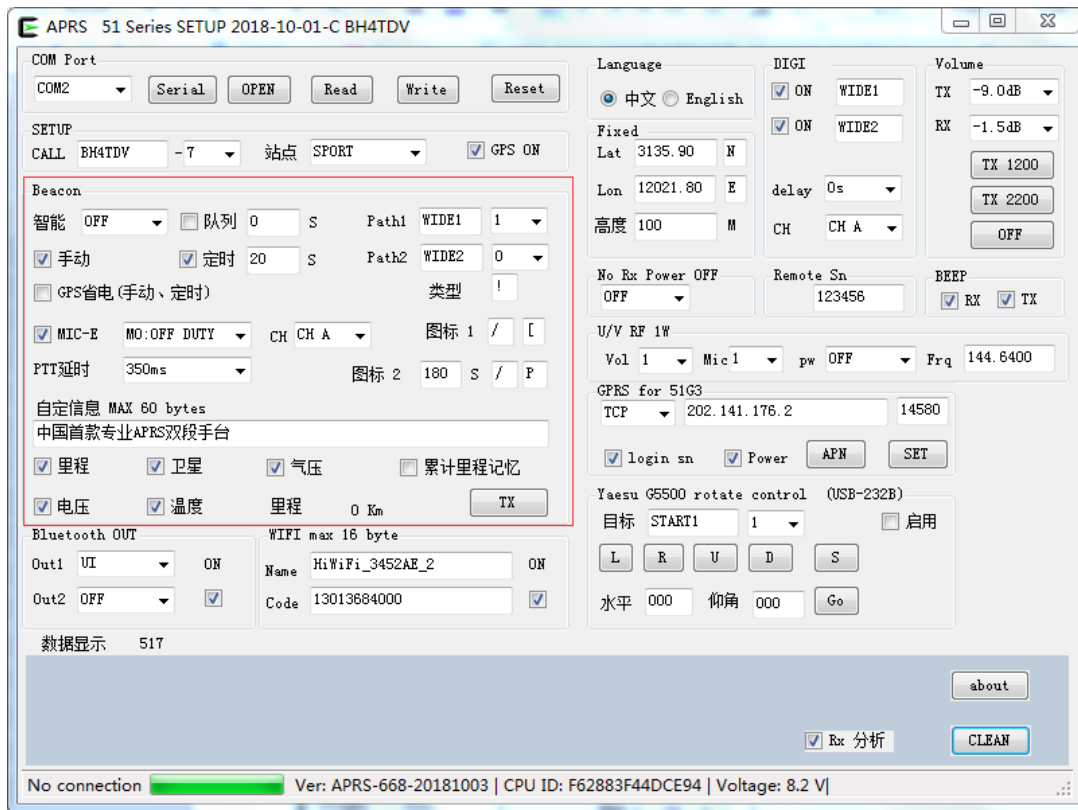 APRS 51 Series SETUP 2018-10-01-C BH4TDV
COM Port
COM2 Serial OPEN Read Write Reset
SETUP
CALL BH4TDV -7 站点 SPORT GPS ON
Beacon
智能 OFF 队列 0 S Path1 WIDE1 1
手动 定时 20 S Path2 WIDE2 0
GPS省电(手动、定时) 类型 !
MIC-E M0:OFF DUTY CH CH A 图标 1 / [
PTT延时 350ms 图标 2 180 S / P
自定信息 MAX 60 bytes
中国首款专业APRS双段手台
里程 卫星 气压 累计里程记忆
电压 温度 里程 0 Km TX
Bluetooth OUT
Out1 UI ON
Out2 OFF
WIFI max 16 byte
Name HiWiFi_3452AE_2 ON
Code 13013684000
Language
中文 English
Fixed
Lat 3135.90 N
Lon 12021.80 E
高度 100 M
DIGI
ON WIDE1
ON WIDE2
delay 0s
CH CH A
Volume
TX -9.0dB
RX -1.5dB
TX 1200
TX 2200
OFF
No Rx Power OFF
OFF
Remote Sn
123456
BEEP
RX TX
U/V RF 1W
Vol 1 Mic 1 pw OFF Frq 144.6400
GPRS for 51G3
TCP 202.141.176.2 14580
login sn Power APN SET
Yaesu G5500 rotate control (USB-232B)
目标 START1 1 启用
L R U D S
水平 000 仰角 000 Go
数据显示 517
about
Rx 分析 CLEAN
No connection Ver: APRS-668-20181003 | CPU ID: F62883F44DCE94 | Voltage: 8.2 V|